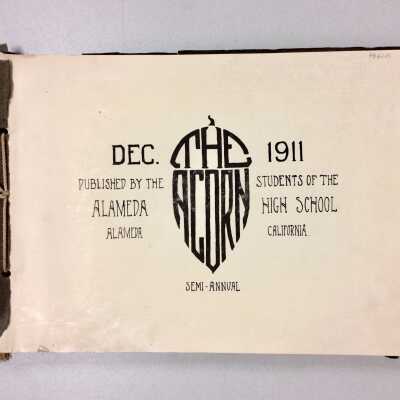 DEC. THE ACORN 1911
PUBLISHED BY THE STUDENTS OF THE
ALAMEDA HIGH SCHOOL
ALAMEDA CALIFORNIA.
SEMI-ANNUAL